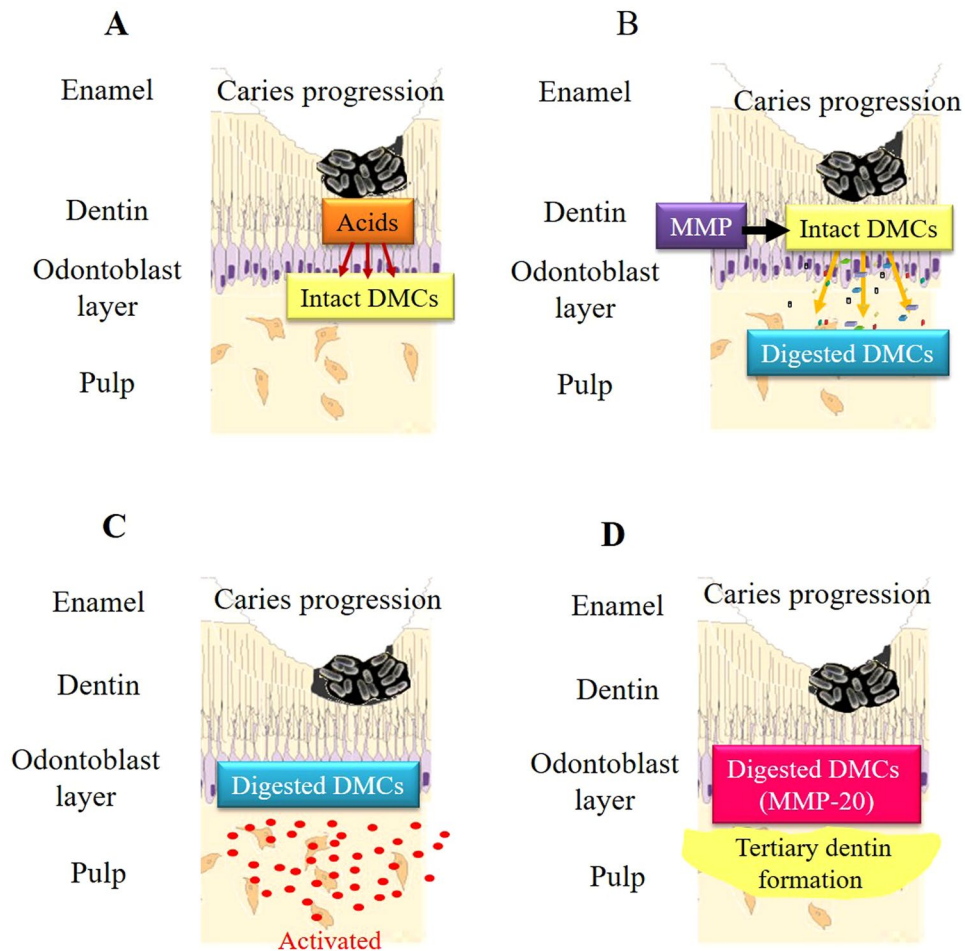 A
Enamel
Caries progression
Dentin
Acids
Odontoblast
layer
Intact DMCs
Pulp
B
Enamel
Caries progression
Dentin
MMP
Intact DMCs
Odontoblast
layer
Digested DMCs
Pulp
C
Enamel
Caries progression
Dentin
Odontoblast
layer
Digested DMCs
Pulp
Activated
D
Enamel
Caries progression
Dentin
Odontoblast
layer
Digested DMCs
(MMP-20)
Tertiary dentin
formation
Pulp